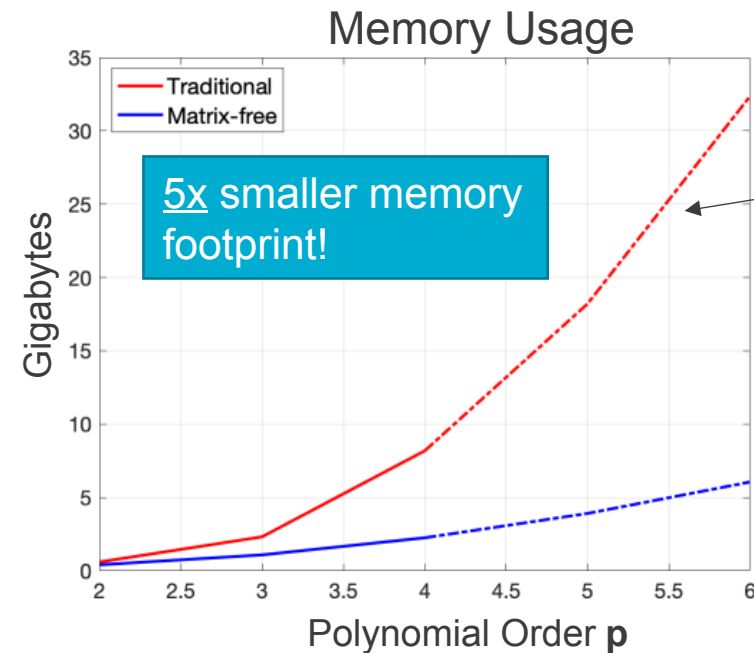 Memory Usage
35
Traditional
Matrix-free
30
5x smaller memory
footprint!
25
20
15
10
5
0
Gigabytes
2 2.5 3 3.5 4 4.5 5 5.5 6
Polynomial Order p